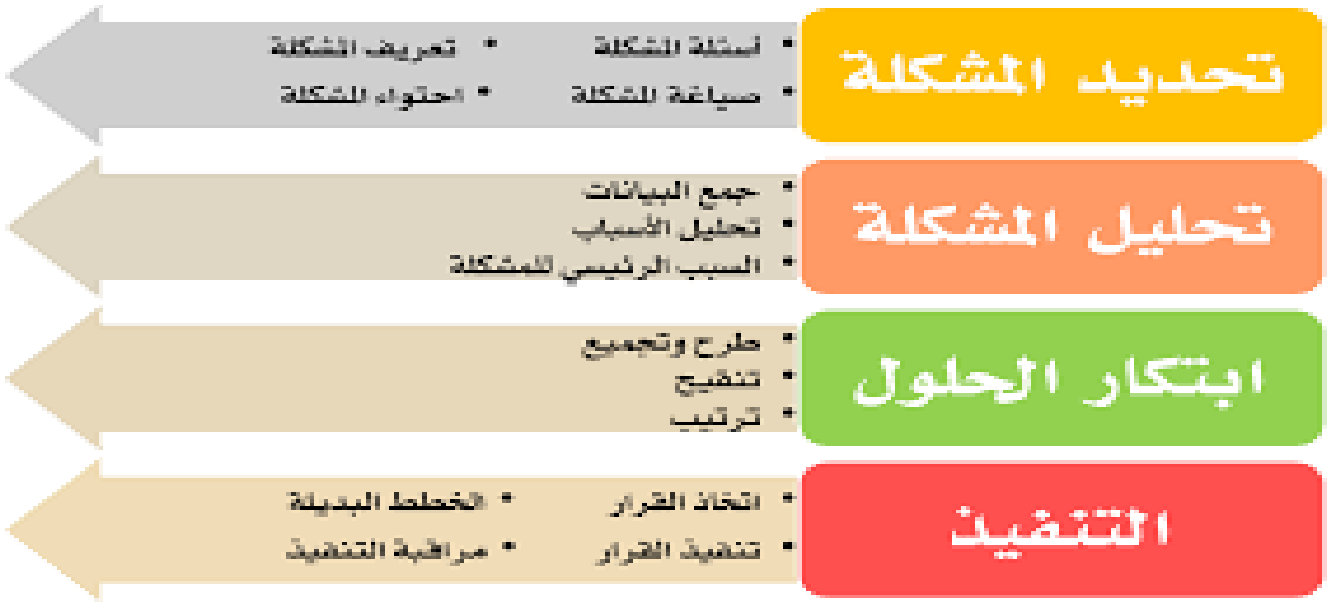 تحديد المشكلة
• أسئلة المشكلة • تعريف المشكلة
• صياغة المشكلة • احتواء المشكلة
تحليل المشكلة
• جمع البيانات
• تحليل الأسباب
• السبب الرئيسي للمشكلة
ابتكار الحلول
• طرح وتجميع
• تنقيح
• ترتيب
التنفيذ
• اتخاذ القرار • الخطط البديلة
• تنفيذ القرار • مراقبة التنفيذ